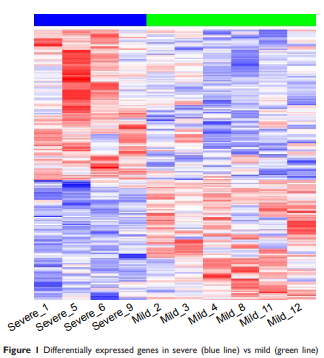 Severe_1
Severe_5
Severe_6
Severe_9
Mild_2
Mild_3
Mild_4
Mild_8
Mild_11
Mild_12
Figure 1 Differentially expressed genes in severe (blue line) vs mild (green line)